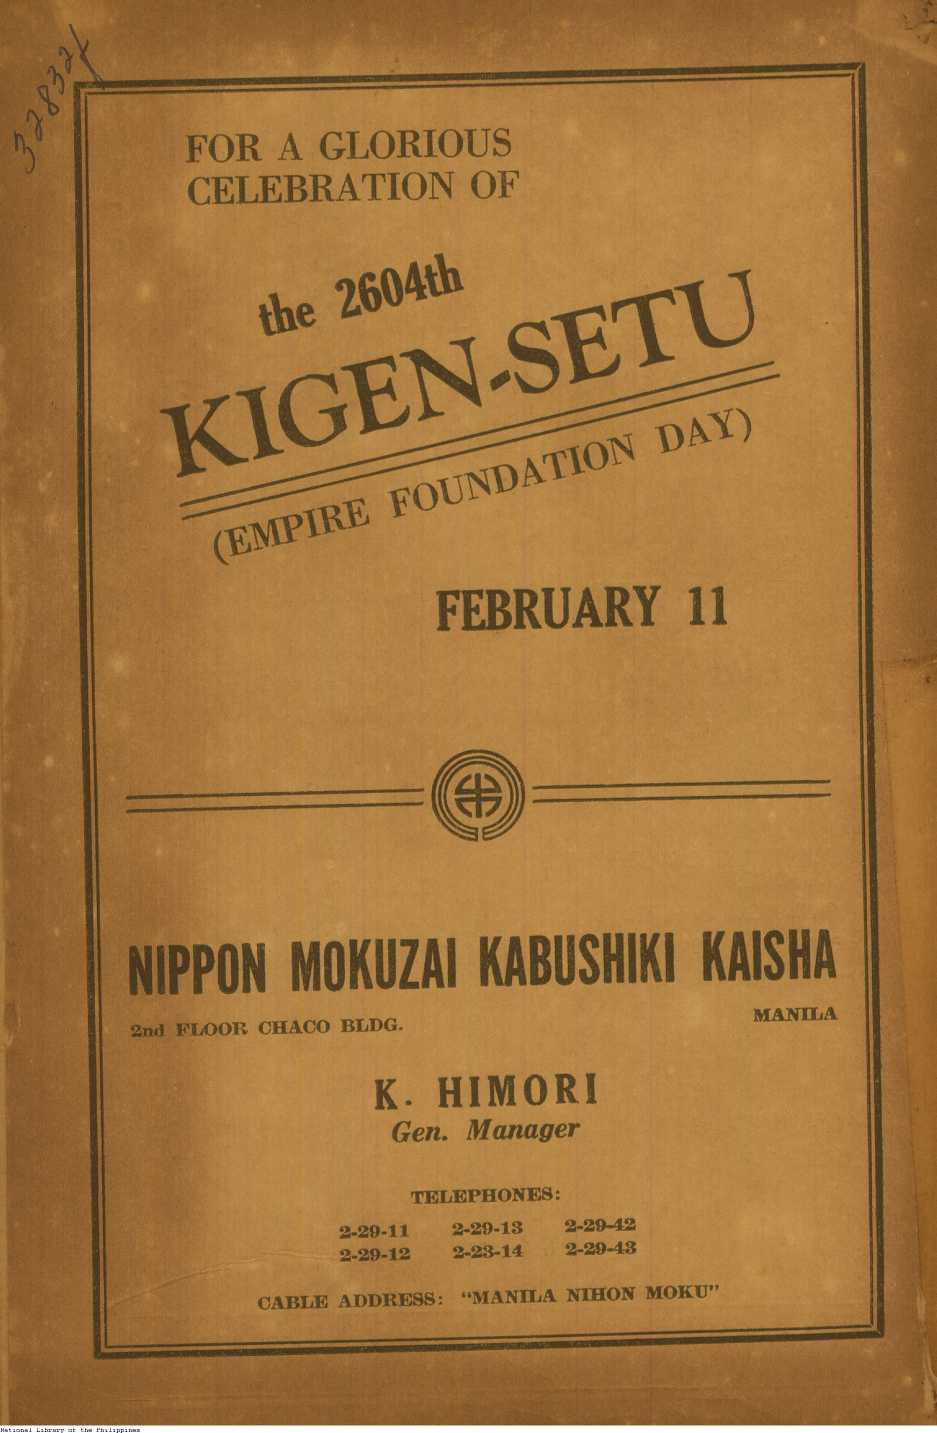 32832
FOR A GLORIOUS
CELEBRATION OF
the 2604th
KIGEN-SETU
(EMPIRE FOUNDATION DAY)
FEBRUARY 11
NIPPON MOKUZAI KABUSHIKI KAISHA
2nd FLOOR CHACO BLDG. MANILA
K. HIMORI
Gen. Manager
TELEPHONES:
2-29-11 2-29-13 2-29-42
2-29-12 2-23-14 2-29-43
CABLE ADDRESS: "MANILA NIHON MOKU"
National Library of the Philippines